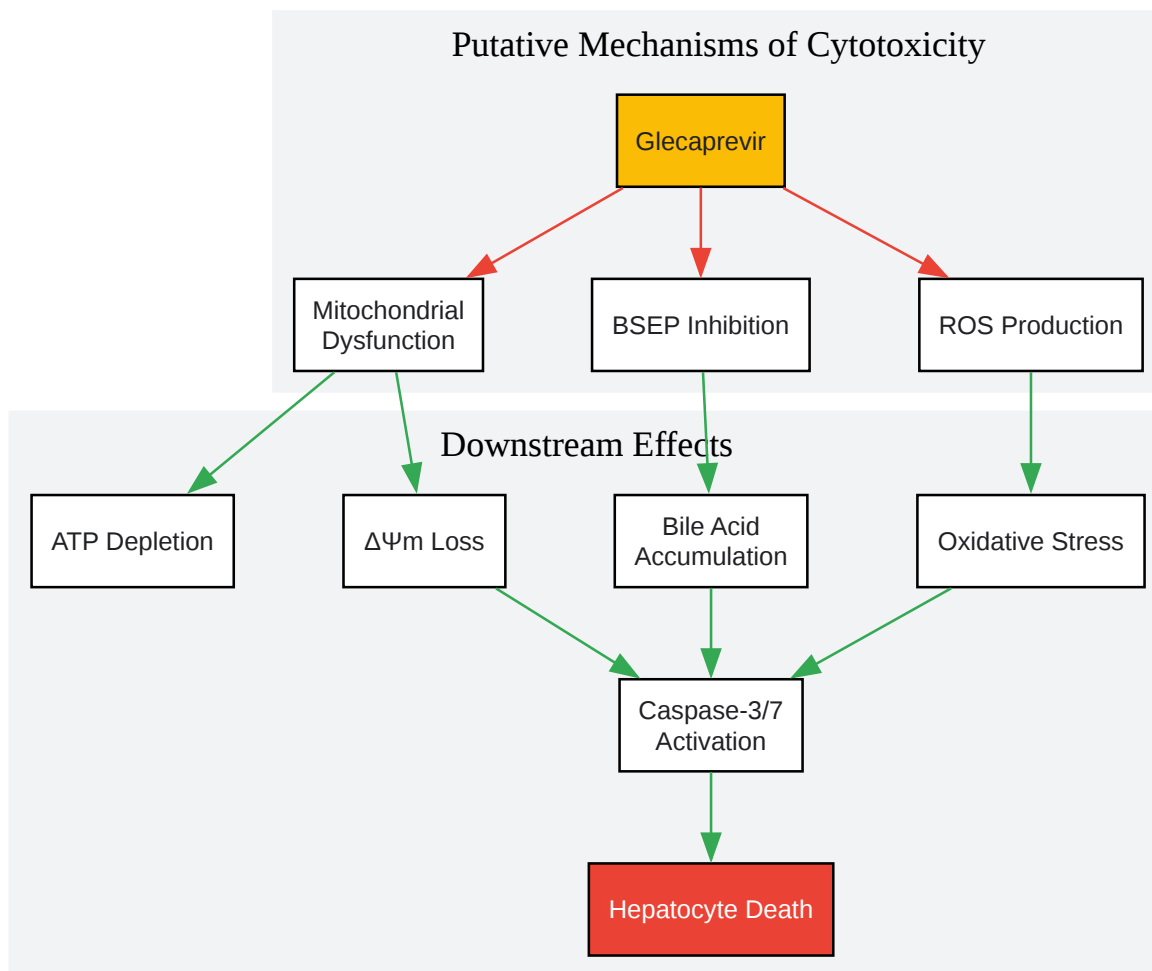 Putative Mechanisms of Cytotoxicity
Glecaprevir
Mitochondrial
Dysfunction
BSEP Inhibition
ROS Production
Downstream Effects
ATP Depletion
ΔΨm Loss
Bile Acid
Accumulation
Oxidative Stress
Caspase-3/7
Activation
Hepatocyte Death